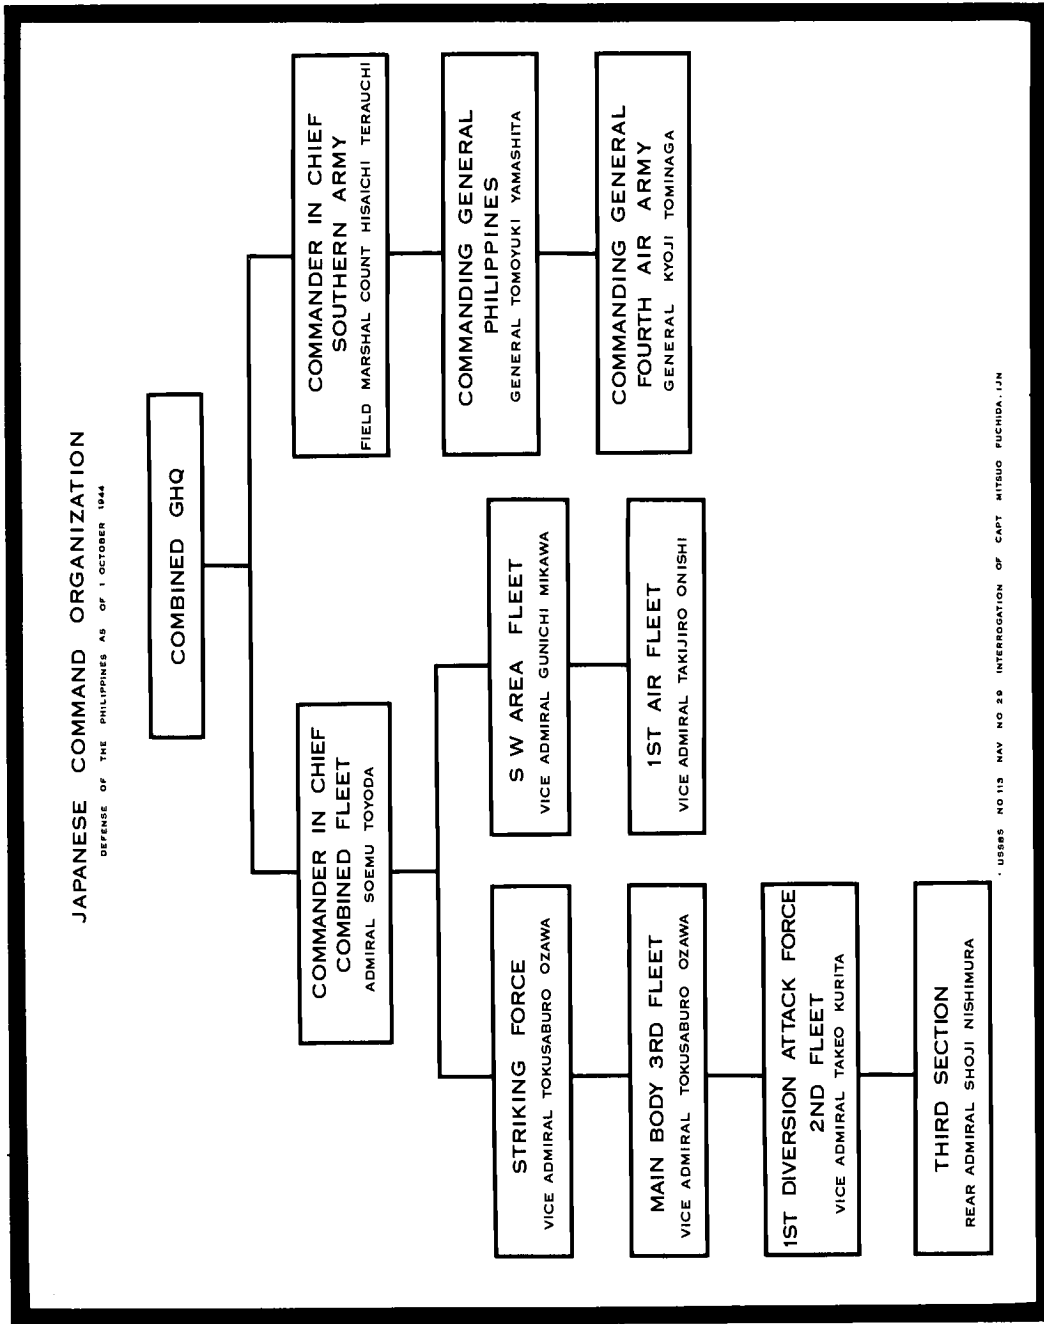 JAPANESE COMMAND ORGANIZATION
DEFENSE OF THE PHILIPPINES AS OF 1 OCTOBER 1944
COMBINED GHQ
COMMANDER IN CHIEF
COMBINED FLEET
ADMIRAL SOEMU TOYODA
COMMANDER IN CHIEF
SOUTHERN ARMY
FIELD MARSHAL COUNT HISAICHI TERAUCHI
STRIKING FORCE
VICE ADMIRAL TOKUSABURO OZAWA
S W AREA FLEET
VICE ADMIRAL GUNICHI MIKAWA
COMMANDING GENERAL
PHILIPPINES
GENERAL TOMOYUKI YAMASHITA
MAIN BODY 3RD FLEET
VICE ADMIRAL TOKUSABURO OZAWA
1ST AIR FLEET
VICE ADMIRAL TAKIJIRO ONISHI
COMMANDING GENERAL
FOURTH AIR ARMY
GENERAL KYOJI TOMINAGA
1ST DIVERSION ATTACK FORCE
2ND FLEET
VICE ADMIRAL TAKEO KURITA
THIRD SECTION
REAR ADMIRAL SHOJI NISHIMURA
USSBS NO 113 NAV NO 29 INTERROGATION OF CAPT MITSUO FUCHIDA, IJN